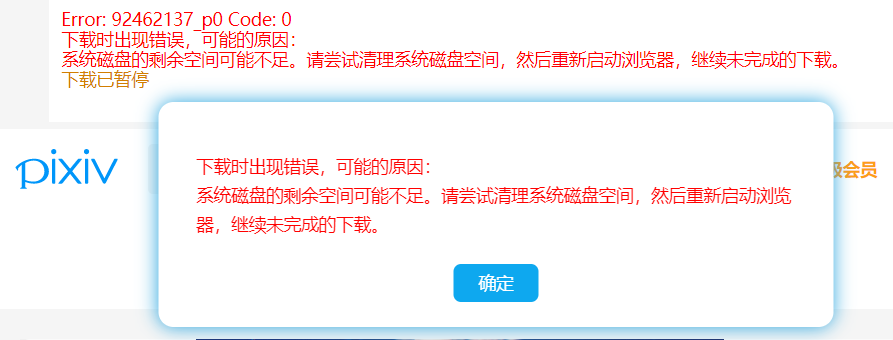 Error: 92462137_p0 Code: 0
下载时出现错误，可能的原因：
系统磁盘的剩余空间可能不足。请尝试清理系统磁盘空间，然后重新启动浏览器，继续未完成的下载。
下载已暂停
下载时出现错误，可能的原因：
系统磁盘的剩余空间可能不足。请尝试清理系统磁盘空间，然后重新启动浏览
器，继续未完成的下载。
pixiv
级会员
确定